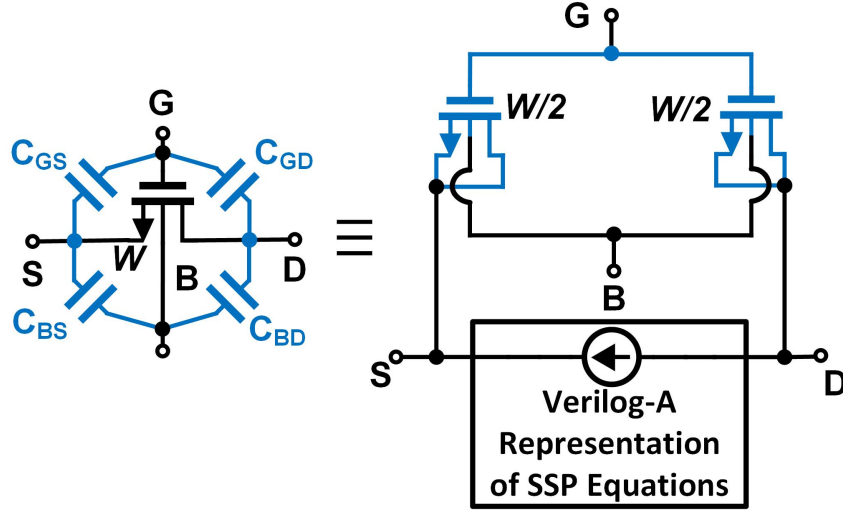 G
C_GS
C_GD
S
W
B
D
C_BS
C_BD
≡
G
W/2
W/2
B
S
D
Verilog-A
Representation
of SSP Equations